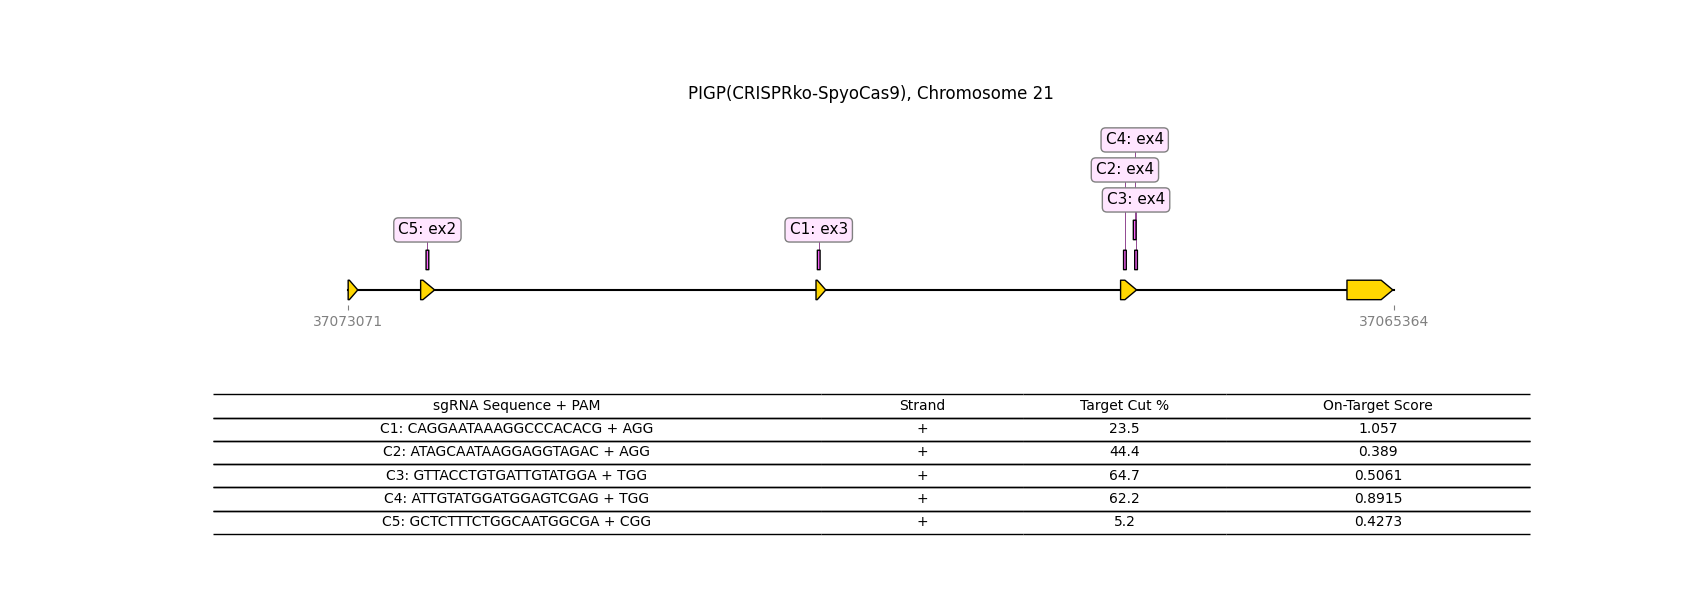 PIGP(CRISPRko-SpyoCas9), Chromosome 21
C4: ex4
C2: ex4
C3: ex4
C5: ex2
C1: ex3
37073071
37065364
sgRNA Sequence + PAM Strand Target Cut % On-Target Score
C1: CAGGAATAAAGGCCCACACG + AGG + 23.5 1.057
C2: ATAGCAATAAGGAGGTAGAC + AGG + 44.4 0.389
C3: GTTACCTGTGATTGTATGGA + TGG + 64.7 0.5061
C4: ATTGTATGGATGGAGTCGAG + TGG + 62.2 0.8915
C5: GCTCTTTCTGGCAATGGCGA + CGG + 5.2 0.4273